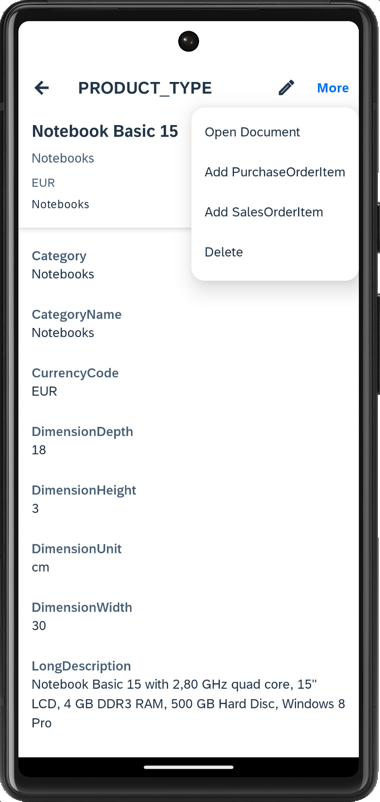 PRODUCT_TYPE
More
Notebook Basic 15
Notebooks
EUR
Notebooks
Open Document
Add PurchaseOrderItem
Add SalesOrderItem
Delete
Category
Notebooks
CategoryName
Notebooks
CurrencyCode
EUR
DimensionDepth
18
DimensionHeight
3
DimensionUnit
cm
DimensionWidth
30
LongDescription
Notebook Basic 15 with 2,80 GHz quad core, 15"
LCD, 4 GB DDR3 RAM, 500 GB Hard Disc, Windows 8
Pro